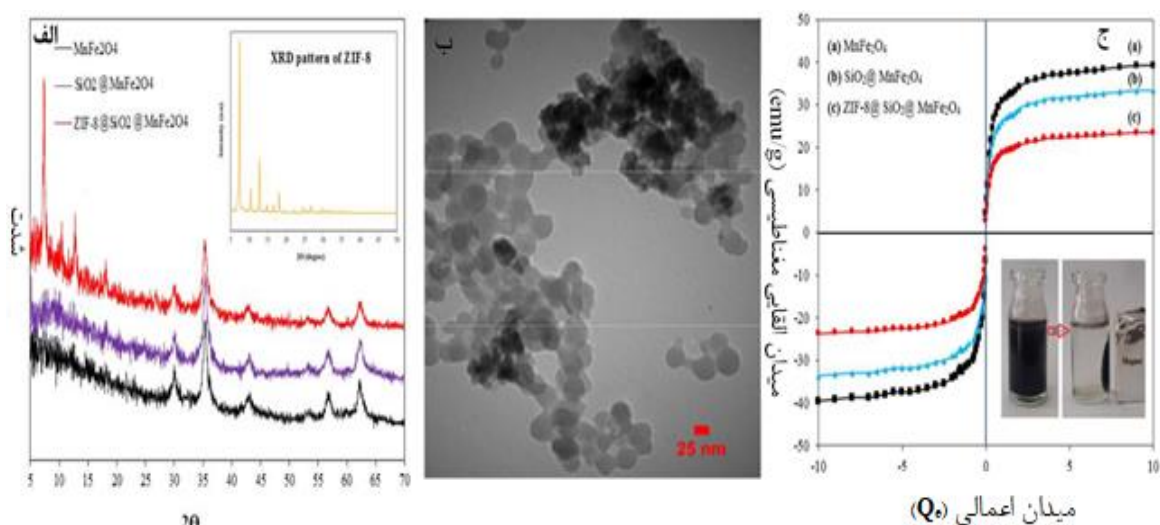 الف
MnFe2O4
SiO2@MnFe2O4
ZIF-8@SiO2@MnFe2O4
XRD pattern of ZIF-8
2θ (degree)
شدت
5 10 15 20 25 30 35 40 45 50 55 60 65 70
2Θ
ب
25 nm
ج
(a) MnFe₂O₄
(b) SiO₂@ MnFe₂O₄
(c) ZIF-8@ SiO₂@ MnFe₂O₄
(a)
(b)
(c)
میدان القایی مغناطیسی (emu/g)
50
40
30
20
10
0
-10
-20
-30
-40
-50
-10 -5 0 5 10
میدان اعمالی (Qₑ)